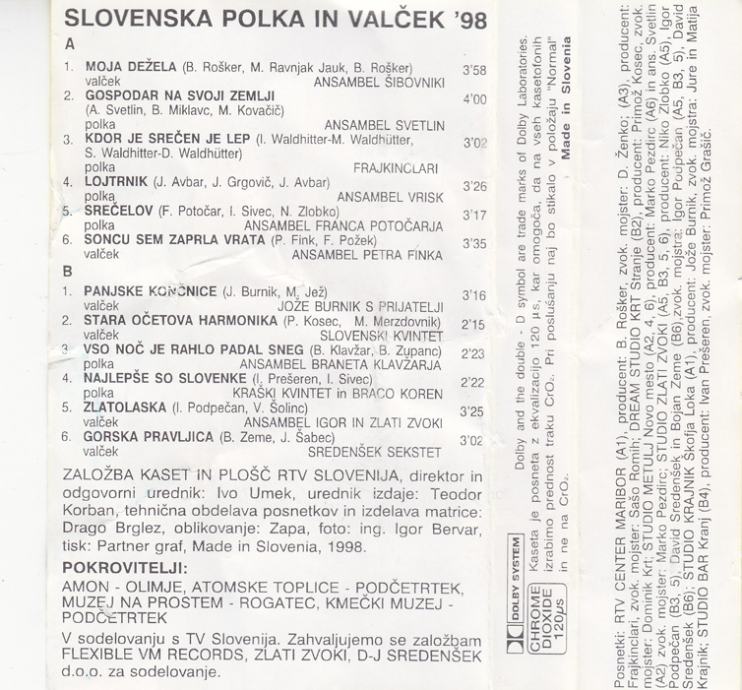 SLOVENSKA POLKA IN VALČEK '98
A
1. MOJA DEŽELA (B. Rošker, M. Ravnjak Jauk, B. Rošker) 3'58
valček ANSAMBEL ŠIBOVNIKI
2. GOSPODAR NA SVOJI ZEMLJI 4'00
(A. Svetlin, B. Miklavc, M. Kovačič)
polka ANSAMBEL SVETLIN
3. KDOR JE SREČEN JE LEP (I. Waldhitter-M. Waldhütter, 3'02
S. Waldhitter-D. Waldhütter)
polka FRAJKINCLARI
4. LOJTRNIK (J. Avbar, J. Grgovič, J. Avbar) 3'26
polka ANSAMBEL VRISK
5. SREČELOV (F. Potočar, I. Sivec, N. Zlobko) 3'17
polka ANSAMBEL FRANCA POTOČARJA
6. SONCU SEM ZAPRLA VRATA (P. Fink, F. Požek) 3'35
valček ANSAMBEL PETRA FINKA
B
1. PANJSKE KONČNICE (J. Burnik, M. Jež) 3'16
valček JOŽE BURNIK S PRIJATELJI
2. STARA OČETOVA HARMONIKA (P. Kosec, M. Merzdovnik) 2'15
valček SLOVENSKI KVINTET
3 VSO NOČ JE RAHLO PADAL SNEG (B. Klavžar, B. Zupanc) 2'23
polka ANSAMBEL BRANETA KLAVŽARJA
4. NAJLEPŠE SO SLOVENKE (I. Prešeren, I. Sivec) 2'22
polka KRAŠKI KVINTET in BRACO KOREN
5. ZLATOLASKA (I. Podpečan, V. Šolinc) 3'25
polka ANSAMBEL IGOR IN ZLATI ZVOKI
6. GORSKA PRAVLJICA (B. Zeme, J. Šabec) 3'02
valček SREDENŠEK SEKSTET
ZALOŽBA KASET IN PLOŠČ RTV SLOVENIJA, direktor in
odgovorni urednik: Ivo Umek, urednik izdaje: Teodor
Korban, tehnična obdelava posnetkov in izdelava matrice:
Drago Brglez, oblikovanje: Zapa, foto: ing. Igor Bervar,
tisk: Partner graf, Made in Slovenia, 1998.
POKROVITELJI:
AMON - OLIMJE, ATOMSKE TOPLICE - PODČETRTEK,
MUZEJ NA PROSTEM - ROGATEC, KMEČKI MUZEJ -
PODČETRTEK
V sodelovanju s TV Slovenija. Zahvaljujemo se založbam
FLEXIBLE VM RECORDS, ZLATI ZVOKI, D-J SREDENŠEK
d.o.o. za sodelovanje.
DOLBY SYSTEM
CHROME
DIOXIDE
120µs
Dolby and the double - D symbol are trade marks of Dolby Laboratories.
Kaseta je posneta z ekvalizacijo 120 µs, kar omogoča, da na vseh kasetofonih
izrabimo prednost traku CrO₂. Pri poslušanju naj bo stikalo v položaju "Normal"
in ne na CrO₂. Made in Slovenia
Posnetki: RTV CENTER MARIBOR (A1), producent: B. Rošker, zvok. mojster: D. Ženko; (A3), producent:
Frajkinclari, zvok. mojster: Sašo Romih; DREAM STUDIO KRT Stranje (B2), producent: Primož Kosec, zvok.
mojster: Dominik Krt; STUDIO METULJ Novo mesto (A2, 4, 6), producent: Marko Pezdirc (A6) in ans. Svetlin
(A2) zvok. mojster: Marko Pezdirc; STUDIO ZLATI ZVOKI (A5, B3, 5, 6), producent: Niko Zlobko (A5), Igor
Podpečan (B3, 5), David Sredenšek in Bojan Zeme (B6),zvok. mojstra: Igor Podpečan (A5, B3, 5), David
Sredenšek (B6); STUDIO KRAJNIK Škofja Loka (A1), producent: Jože Burnik, zvok. mojstra: Jure in Matija
Krajnik; STUDIO BAR Kranj (B4), producent: Ivan Prešeren, zvok. mojster: Primož Grašič.